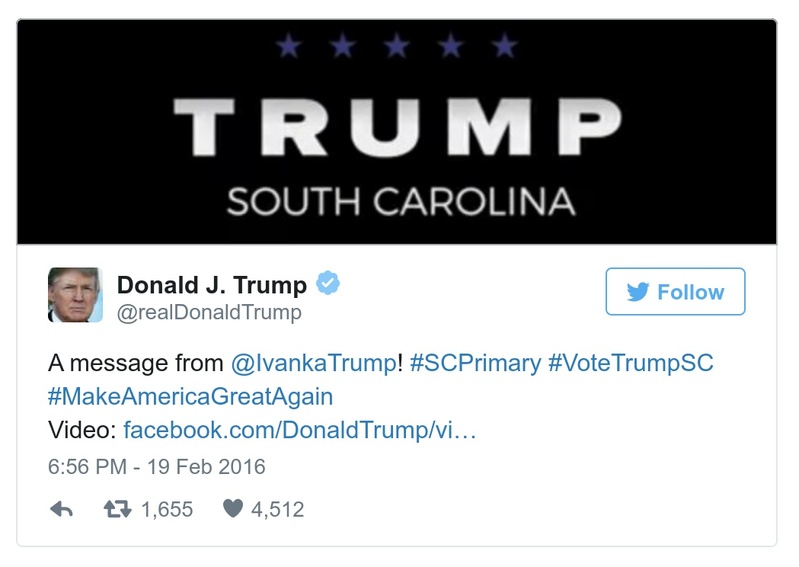 TRUMP
SOUTH CAROLINA
Donald J. Trump
@realDonaldTrump
Follow
A message from @IvankaTrump! #SCPrimary #VoteTrumpSC
#MakeAmericaGreatAgain
Video: facebook.com/DonaldTrump/vi…
6:56 PM - 19 Feb 2016
1,655 4,512